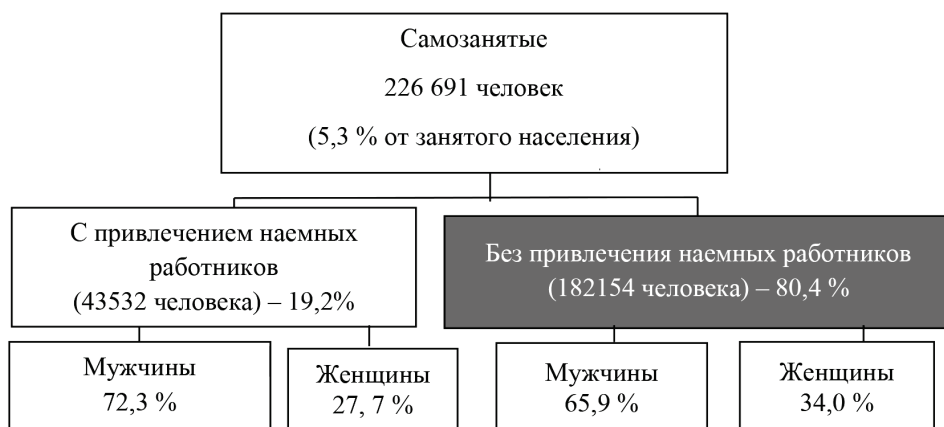 Самозанятые
226 691 человек
(5,3 % от занятого населения)
С привлечением наемных
работников
(43532 человека) – 19,2%
Без привлечения наемных работников
(182154 человека) – 80,4 %
Мужчины
72,3 %
Женщины
27, 7 %
Мужчины
65,9 %
Женщины
34,0 %